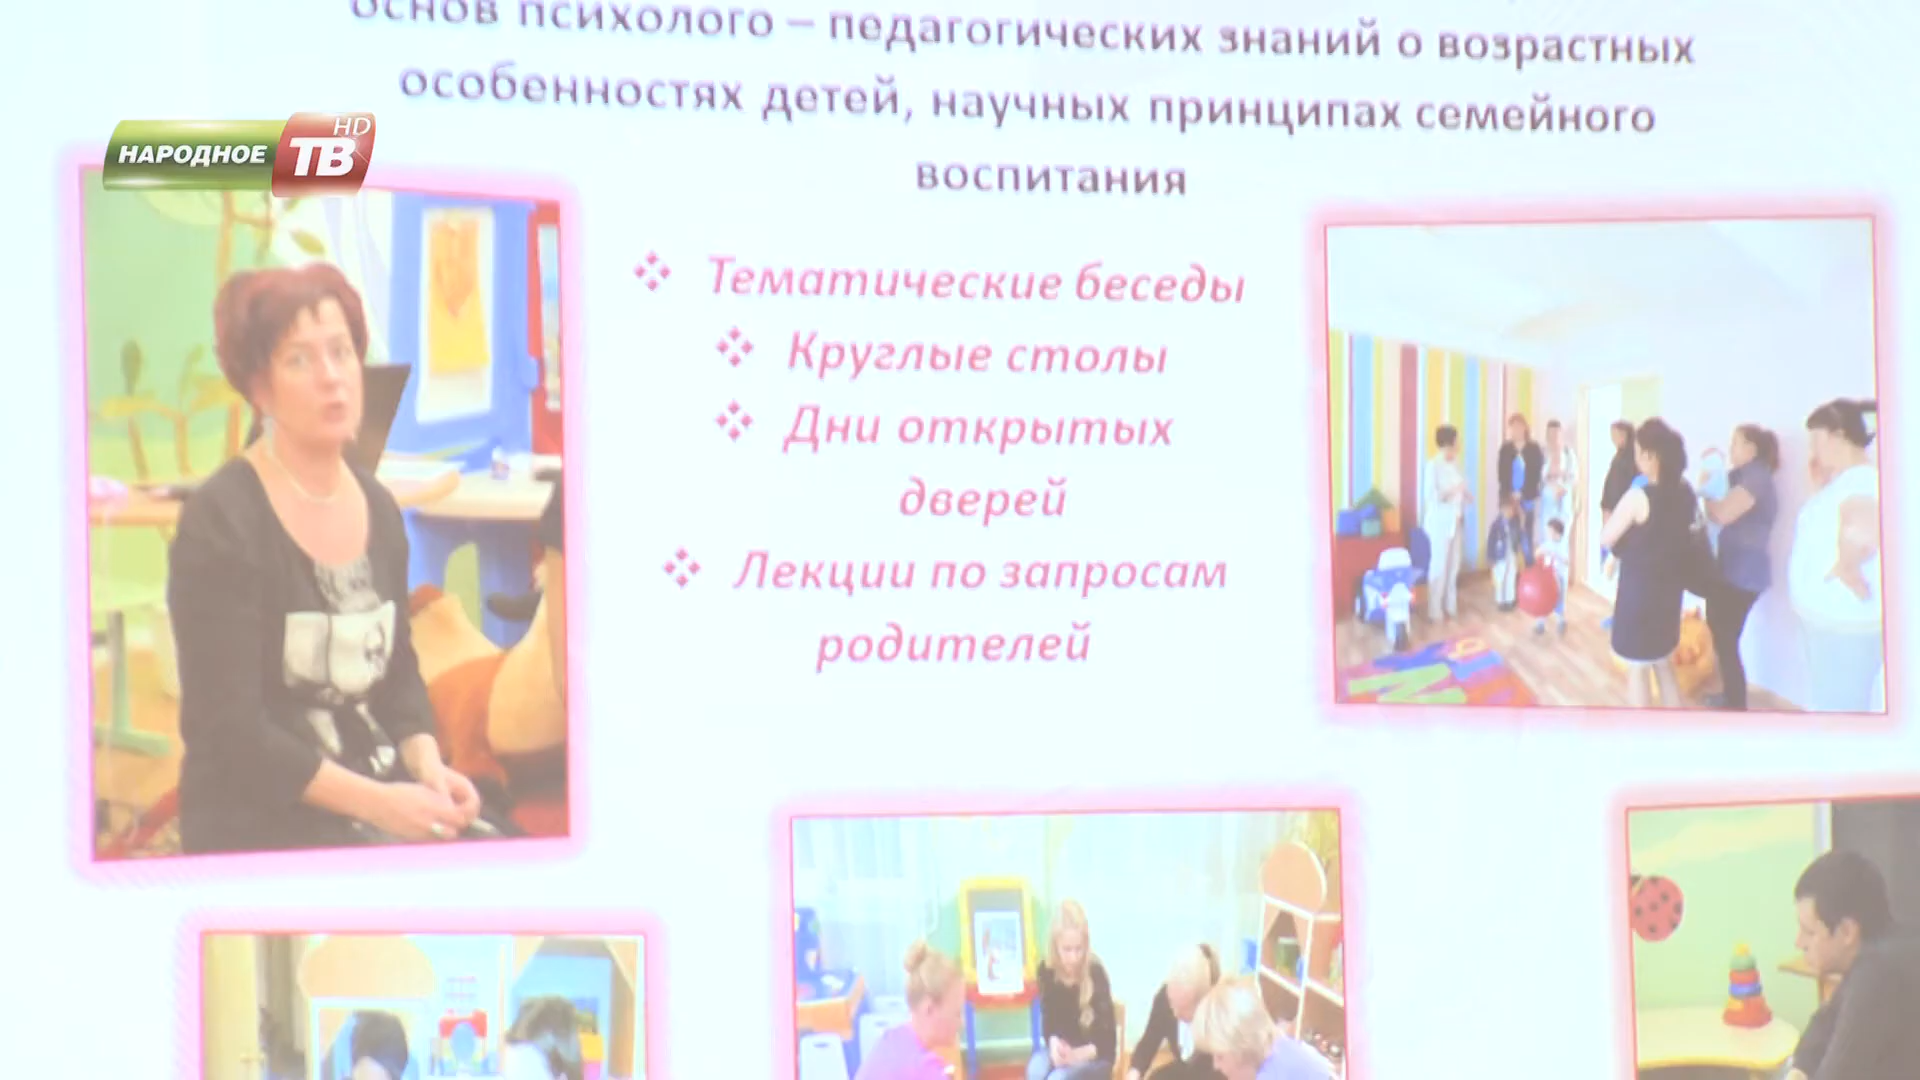 основ психолого – педагогических знаний о возрастных
особенностях детей, научных принципах семейного
воспитания
НАРОДНОЕ ТВ HD
❖ Тематические беседы
❖ Круглые столы
❖ Дни открытых
дверей
❖ Лекции по запросам
родителей